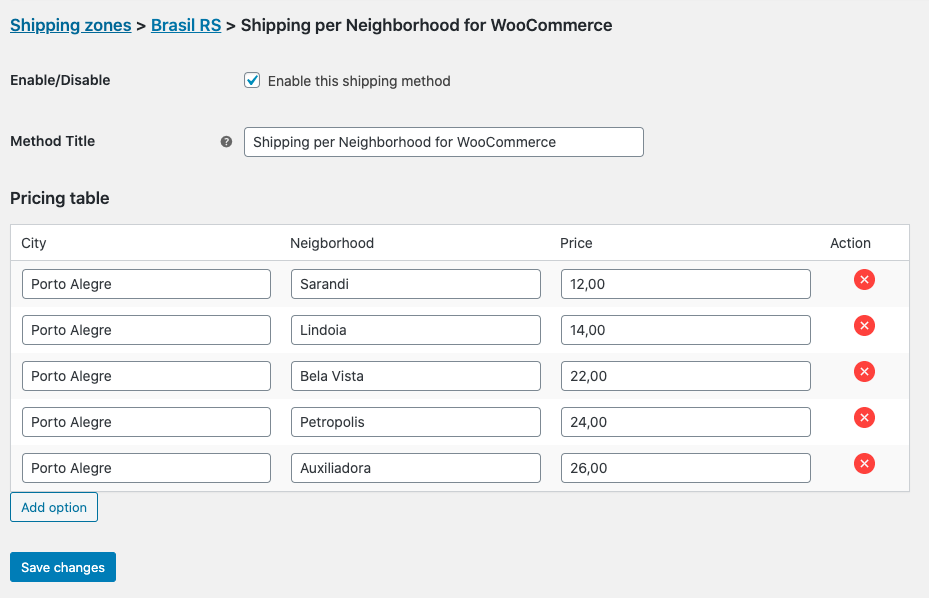 Shipping zones > Brasil RS > Shipping per Neighborhood for WooCommerce
Enable/Disable Enable this shipping method
Method Title ? Shipping per Neighborhood for WooCommerce
Pricing table
City Neigborhood Price Action
Porto Alegre Sarandi 12,00
Porto Alegre Lindoia 14,00
Porto Alegre Bela Vista 22,00
Porto Alegre Petropolis 24,00
Porto Alegre Auxiliadora 26,00
Add option
Save changes